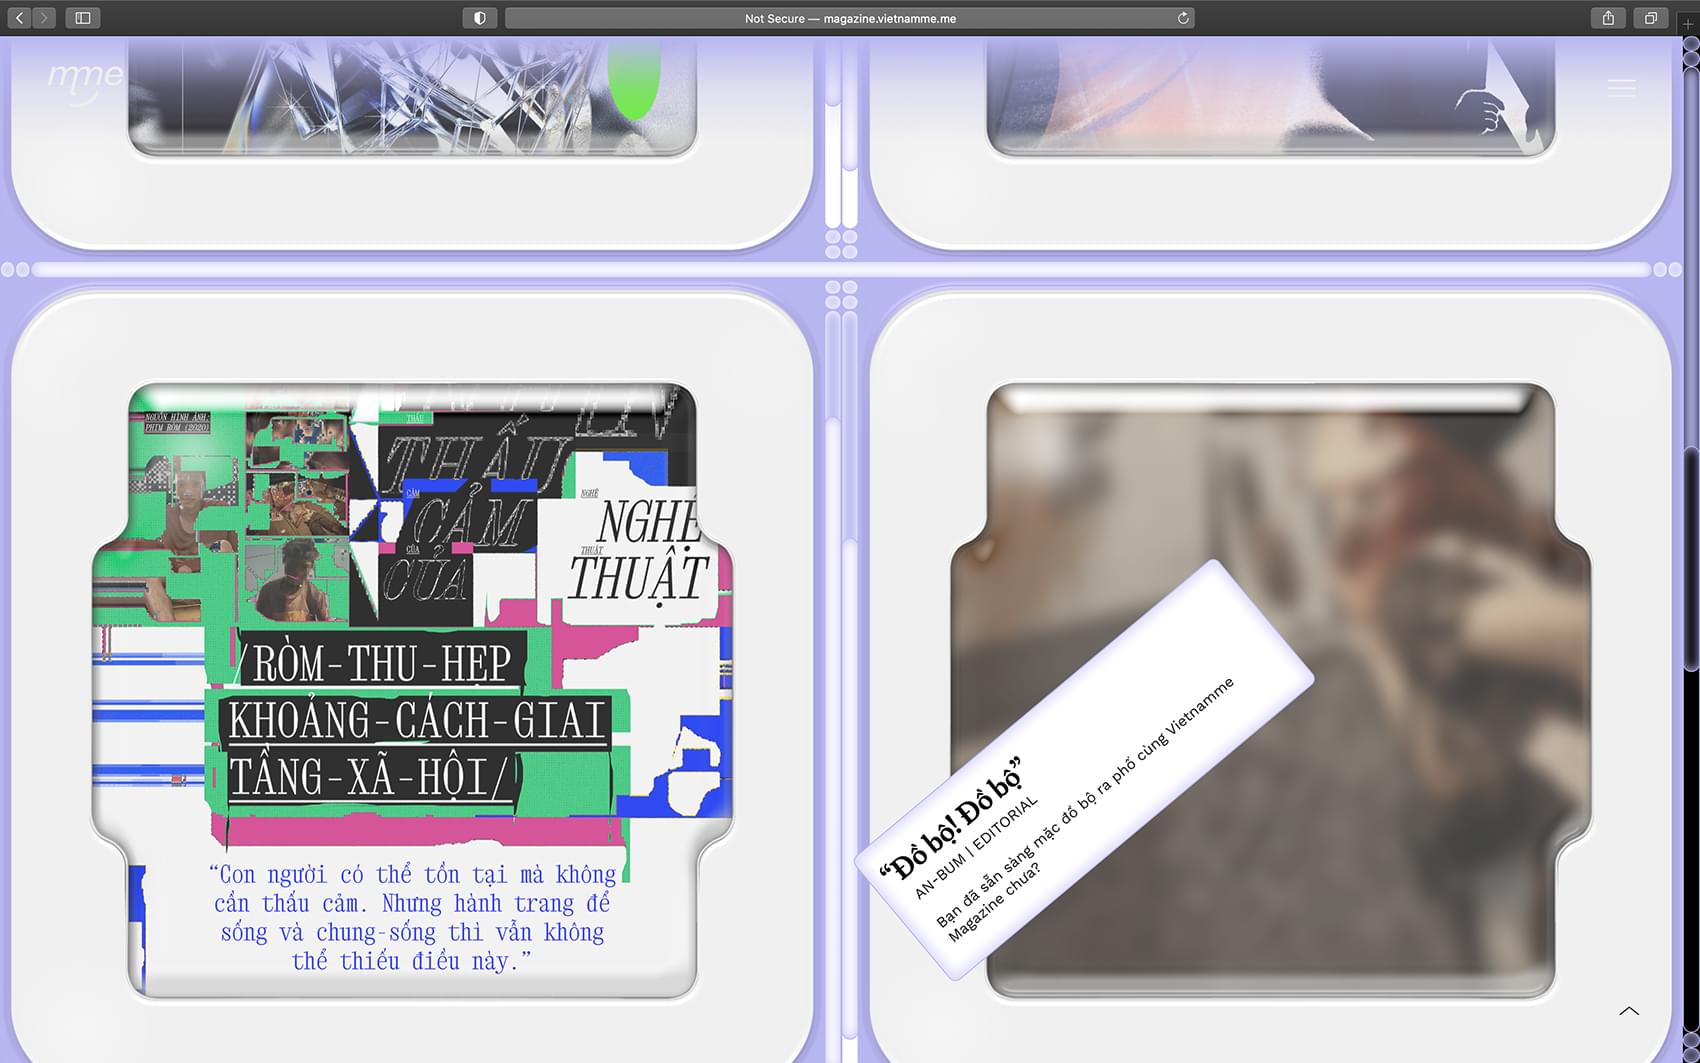 Not Secure — magazine.vietnamme.me
mme
NGUỒN HÌNH ẢNH:
PHIM RÒM (2020)
THẤU
THẤU
CẢM
CẢM
CỦA
CỦA
NGHỆ
NGHỆ
THUẬT
THUẬT
/RÒM-THU-HẸP
KHOẢNG-CÁCH-GIAI
TẦNG-XÃ-HỘI/
“Con người có thể tồn tại mà không
cần thấu cảm. Nhưng hành trang để
sống và chung-sống thì vẫn không
thể thiếu điều này.”
“Đồ bộ! Đồ bộ”
AN-BUM | EDITORIAL
Bạn đã sẵn sàng mặc đồ bộ ra phố cùng Vietnamme
Magazine chưa?